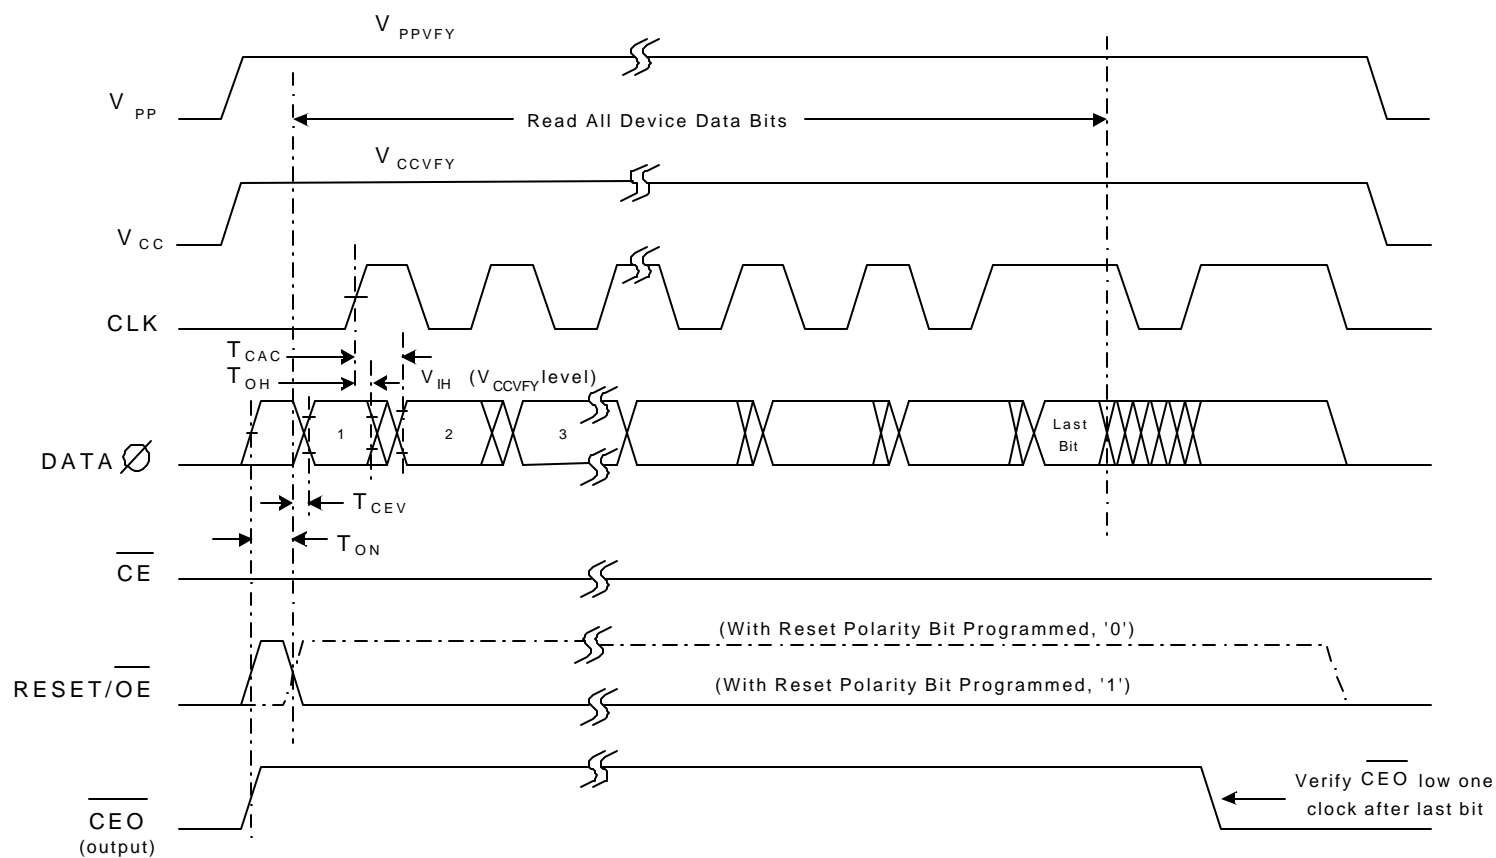 V PPVFY
V PP
Read All Device Data Bits
V CCVFY
V CC
CLK
T CAC
T OH
V IH (V CCVFY level)
1
2
3
Last
Bit
DATA Ø
T CEV
T ON
CE
(With Reset Polarity Bit Programmed, '0')
RESET/OE
(With Reset Polarity Bit Programmed, '1')
Verify CEO low one
clock after last bit
CEO
(output)